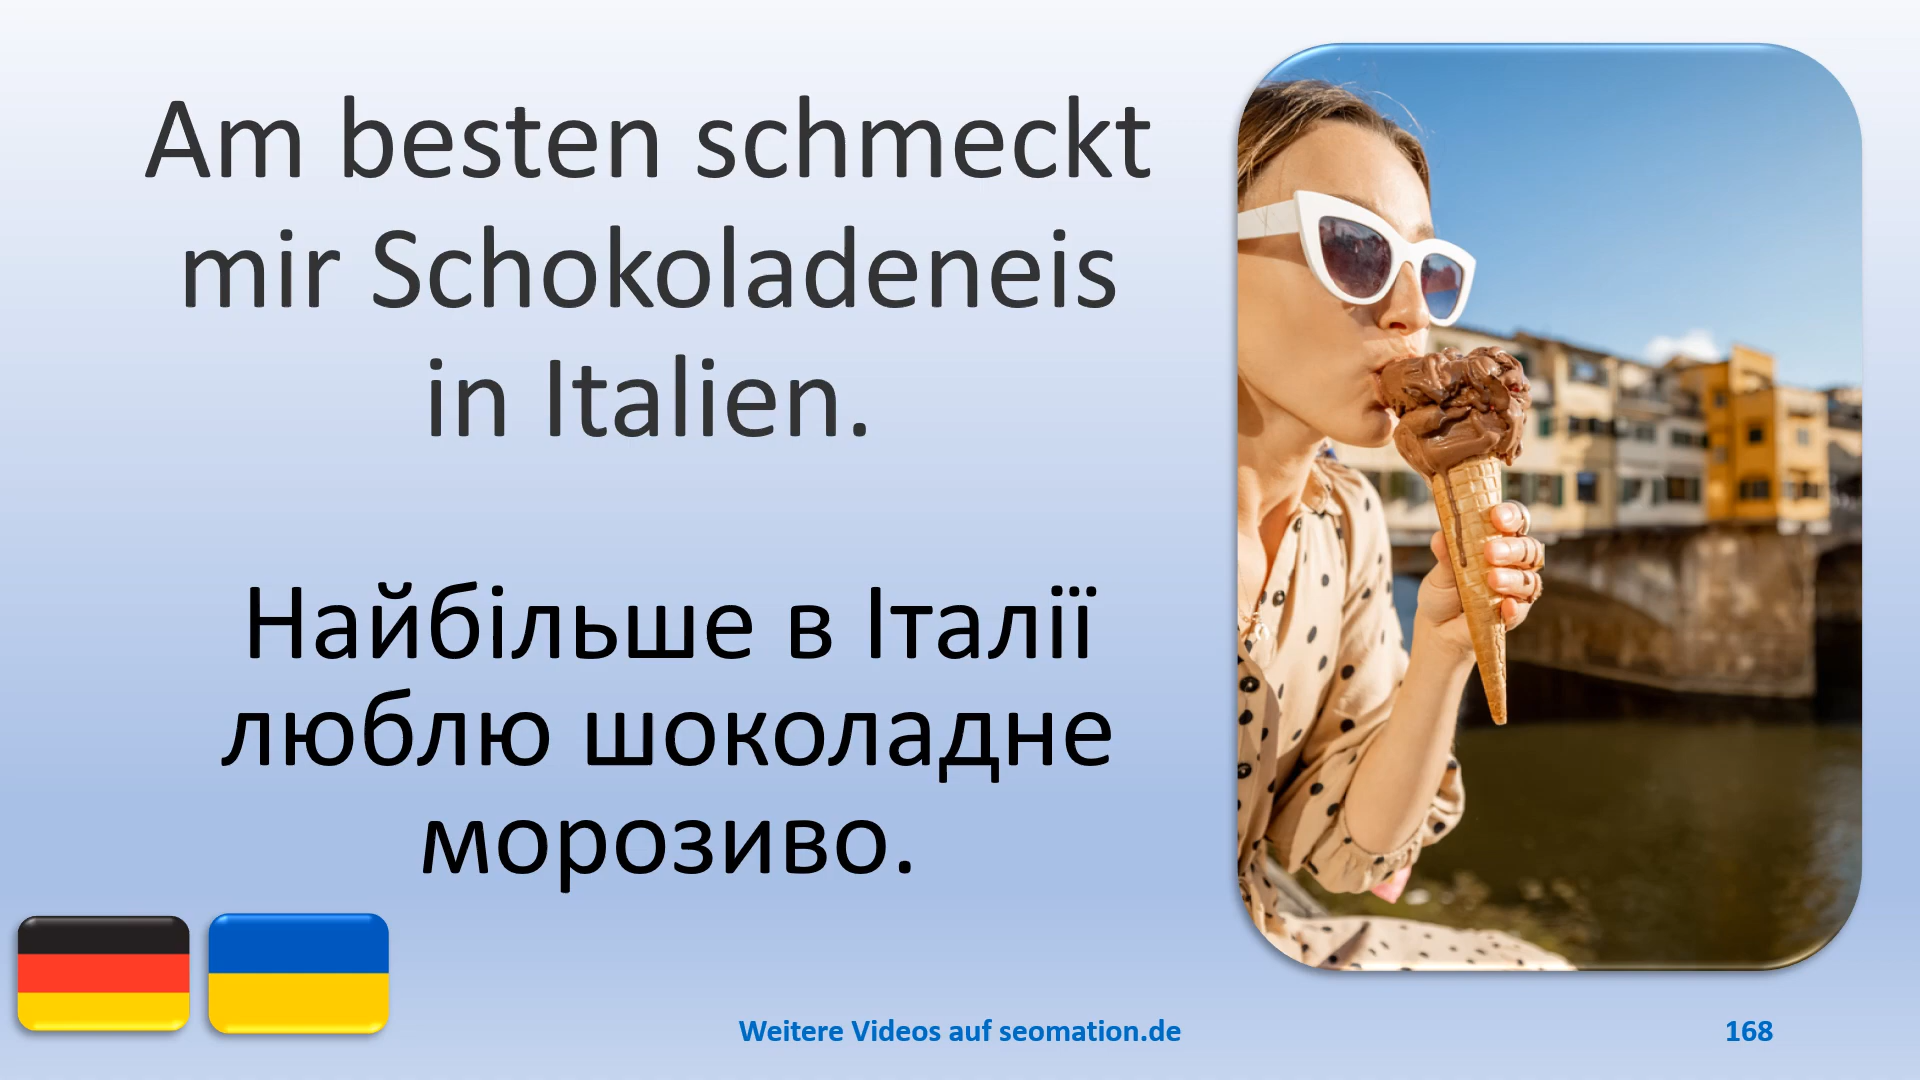 Am besten schmeckt
mir Schokoladeneis
in Italien.
Найбільше в Італії
люблю шоколадне
морозиво.
Weitere Videos auf seomation.de
168